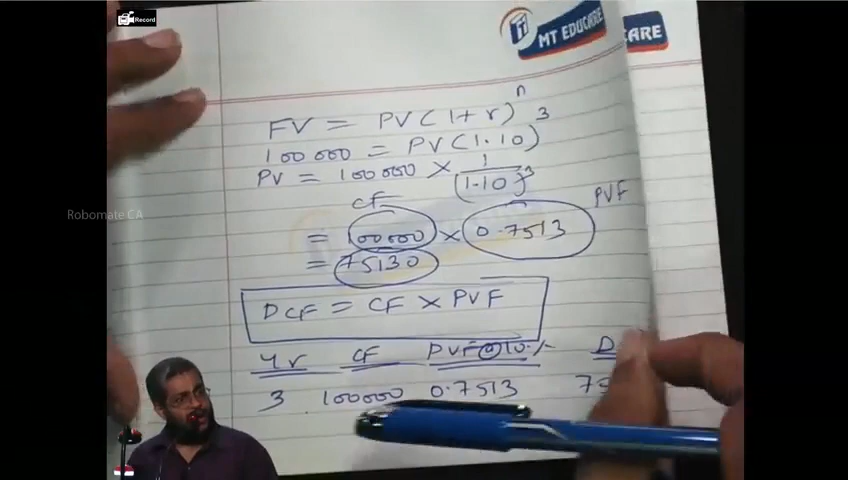 Record
MT EDUCARE
CARE
FV = PV (1 + r)^n
100000 = PV (1.10)^3
PV = 100000 × 1/(1.10)^3
CF
PVF
= 100000 × 0.7513
= 75130
Robomate CA
DCF = CF × PVF
Yr CF PVF@10%
3 100000 0.7513